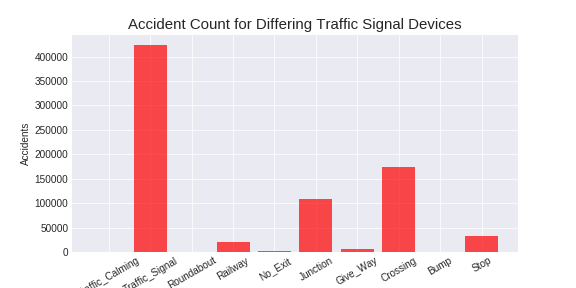 Accident Count for Differing Traffic Signal Devices
400000
350000
300000
250000
200000
150000
100000
50000
0
Accidents
Traffic_Signal
Roundabout
Railway
No_Exit
Junction
Give_Way
Crossing
Bump
Stop